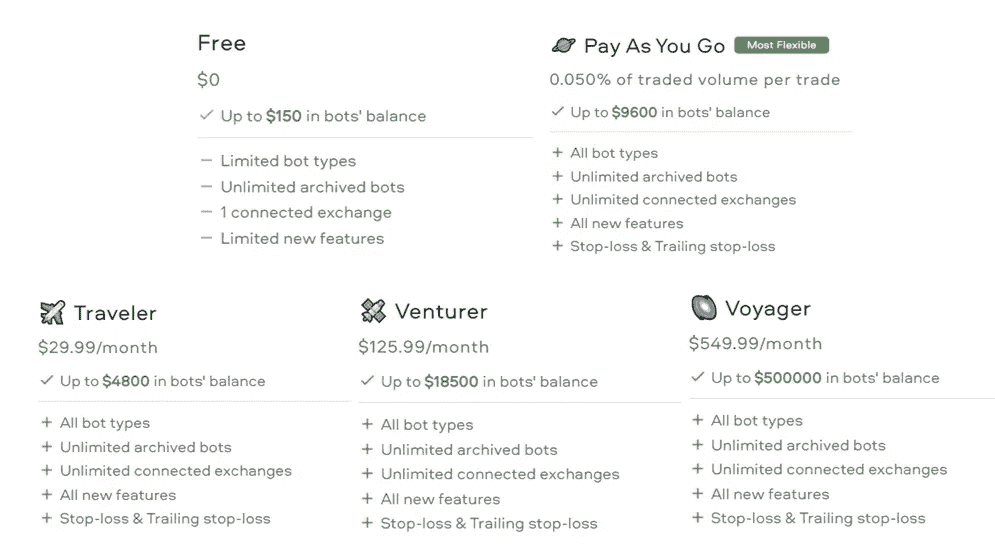 Free
$0
Up to $150 in bots' balance
Limited bot types
Unlimited archived bots
1 connected exchange
Limited new features
Pay As You Go Most Flexible
0.050% of traded volume per trade
Up to $9600 in bots' balance
All bot types
Unlimited archived bots
Unlimited connected exchanges
All new features
Stop-loss & Trailing stop-loss
Traveler
$29.99/month
Up to $4800 in bots' balance
All bot types
Unlimited archived bots
Unlimited connected exchanges
All new features
Stop-loss & Trailing stop-loss
Venturer
$125.99/month
Up to $18500 in bots' balance
All bot types
Unlimited archived bots
Unlimited connected exchanges
All new features
Stop-loss & Trailing stop-loss
Voyager
$549.99/month
Up to $500000 in bots' balance
All bot types
Unlimited archived bots
Unlimited connected exchanges
All new features
Stop-loss & Trailing stop-loss